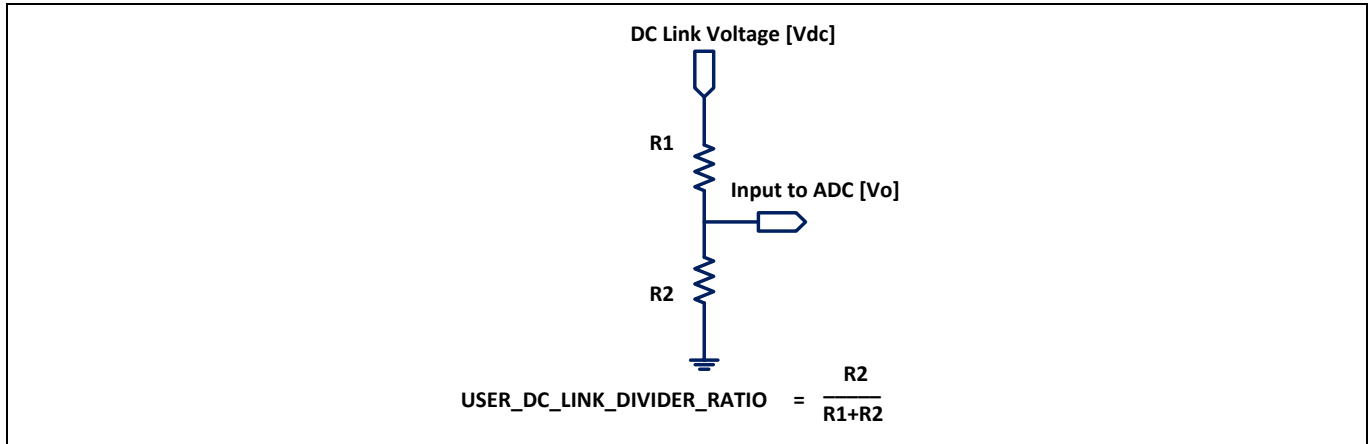 DC Link Voltage [Vdc]
R1
Input to ADC [Vo]
R2
R2
USER_DC_LINK_DIVIDER_RATIO =
R1+R2